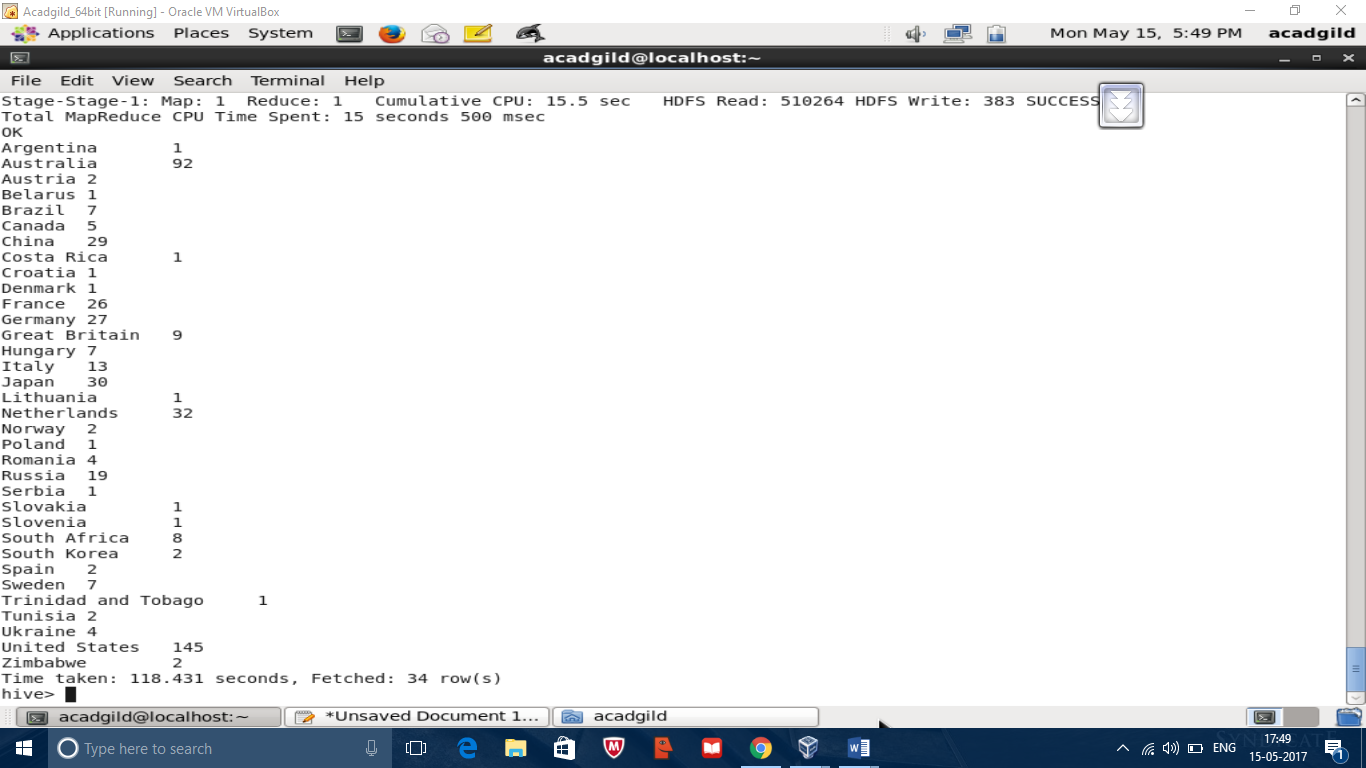 Acadgild_64bit [Running] - Oracle VM VirtualBox
Applications Places System Mon May 15, 5:49 PM acadgild
acadgild@localhost:~
File Edit View Search Terminal Help
Stage-Stage-1: Map: 1 Reduce: 1 Cumulative CPU: 15.5 sec HDFS Read: 510264 HDFS Write: 383 SUCCESS
Total MapReduce CPU Time Spent: 15 seconds 500 msec
OK
Argentina 1
Australia 92
Austria 2
Belarus 1
Brazil 7
Canada 5
China 29
Costa Rica 1
Croatia 1
Denmark 1
France 26
Germany 27
Great Britain 9
Hungary 7
Italy 13
Japan 30
Lithuania 1
Netherlands 32
Norway 2
Poland 1
Romania 4
Russia 19
Serbia 1
Slovakia 1
Slovenia 1
South Africa 8
South Korea 2
Spain 2
Sweden 7
Trinidad and Tobago 1
Tunisia 2
Ukraine 4
United States 145
Zimbabwe 2
Time taken: 118.431 seconds, Fetched: 34 row(s)
hive>
acadgild@localhost:~ *Unsaved Document 1... acadgild
Type here to search ENG 17:49
15-05-2017 1